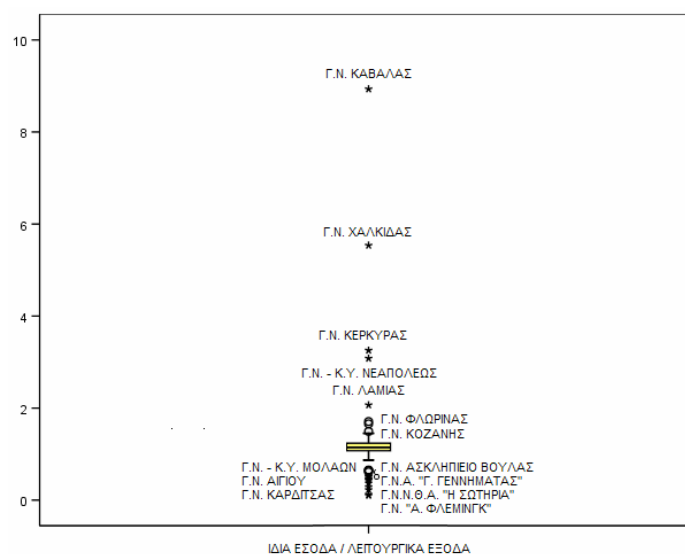 10
Γ.Ν. ΚΑΒΑΛΑΣ
8
6
Γ.Ν. ΧΑΛΚΙΔΑΣ
4
Γ.Ν. ΚΕΡΚΥΡΑΣ
Γ.Ν. - Κ.Υ. ΝΕΑΠΟΛΕΩΣ
Γ.Ν. ΛΑΜΙΑΣ
2
Γ.Ν. ΦΛΩΡΙΝΑΣ
Γ.Ν. ΚΟΖΑΝΗΣ
Γ.Ν. - Κ.Υ. ΜΟΛΑΩΝ Γ.Ν. ΑΣΚΛΗΠΙΕΙΟ ΒΟΥΛΑΣ
Γ.Ν. ΑΙΓΙΟΥ Γ.Ν.Α. "Γ. ΓΕΝΝΗΜΑΤΑΣ"
0 Γ.Ν. ΚΑΡΔΙΤΣΑΣ Γ.Ν.Ν.Θ.Α. "Η ΣΩΤΗΡΙΑ"
Γ.Ν. "Α. ΦΛΕΜΙΝΓΚ"
ΙΔΙΑ ΕΣΟΔΑ / ΛΕΙΤΟΥΡΓΙΚΑ ΕΞΟΔΑ